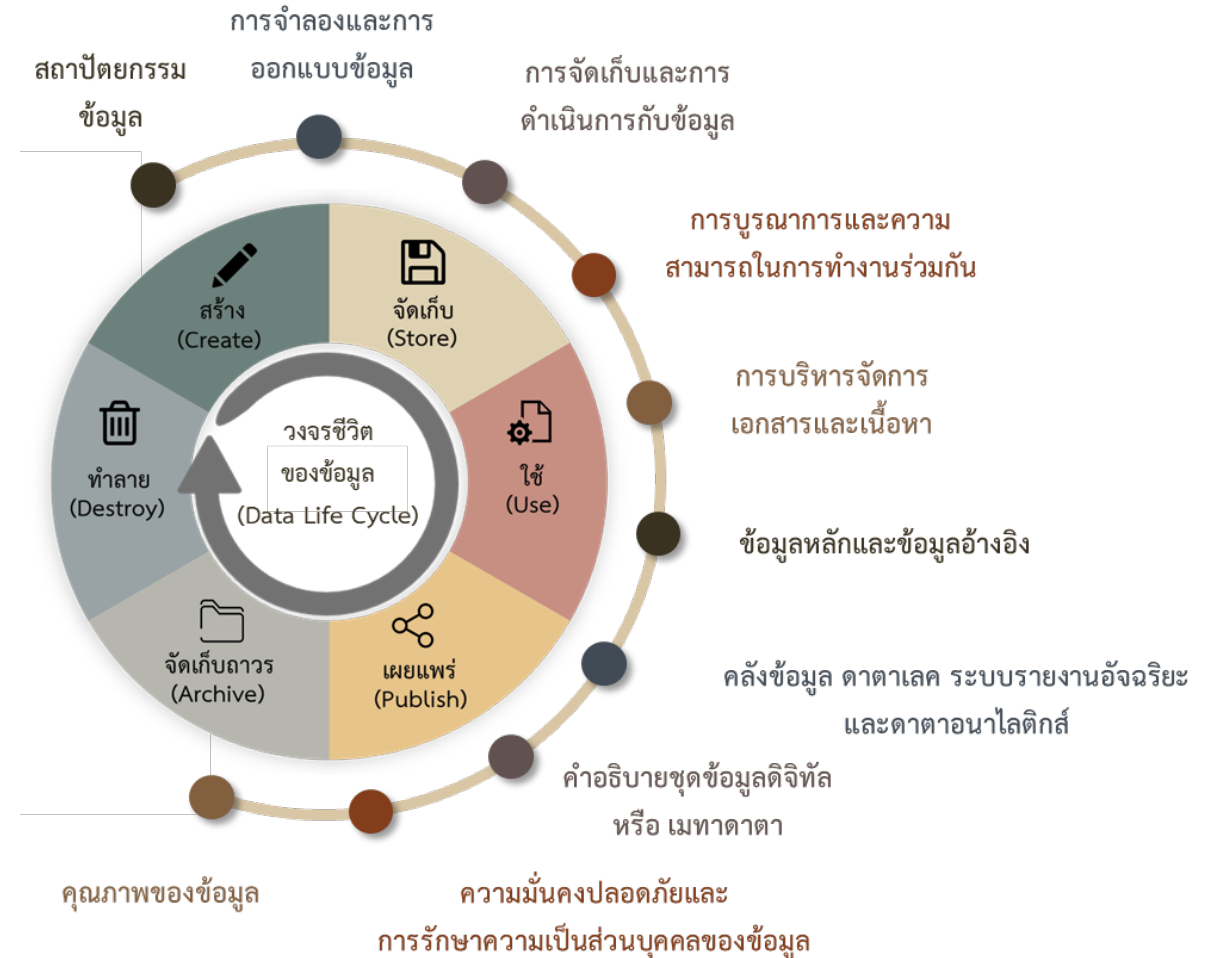 การจำลองและการ
ออกแบบข้อมูล
สถาปัตยกรรม
ข้อมูล
การจัดเก็บและการ
ดำเนินการกับข้อมูล
การบูรณาการและความ
สามารถในการทำงานร่วมกัน
การบริหารจัดการ
เอกสารและเนื้อหา
ข้อมูลหลักและข้อมูลอ้างอิง
คลังข้อมูล ดาตาเลค ระบบรายงานอัจฉริยะ
และดาตาอนาไลติกส์
คำอธิบายชุดข้อมูลดิจิทัล
หรือ เมทาดาตา
ความมั่นคงปลอดภัยและ
การรักษาความเป็นส่วนบุคคลของข้อมูล
คุณภาพของข้อมูล
สร้าง
(Create)
จัดเก็บ
(Store)
ใช้
(Use)
เผยแพร่
(Publish)
จัดเก็บถาวร
(Archive)
ทำลาย
(Destroy)
วงจรชีวิต
ของข้อมูล
(Data Life Cycle)